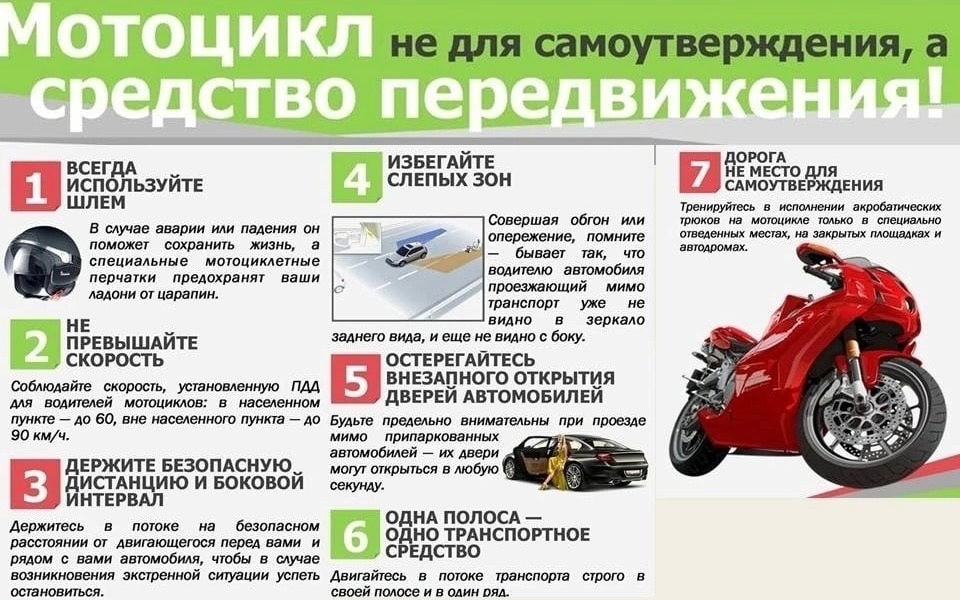 Мотоцикл не для самоутверждения, а
средство передвижения!
1 ВСЕГДА
ИСПОЛЬЗУЙТЕ
ШЛЕМ
В случае аварии или падения он
поможет сохранить жизнь, а
специальные мотоциклетные
перчатки предохранят ваши
ладони от царапин.
2 НЕ
ПРЕВЫШАЙТЕ
СКОРОСТЬ
Соблюдайте скорость, установленную ПДД
для водителей мотоциклов: в населенном
пункте — до 60, вне населенного пункта — до
90 км/ч.
3 ДЕРЖИТЕ БЕЗОПАСНУЮ
ДИСТАНЦИЮ И БОКОВОЙ
ИНТЕРВАЛ
Держитесь в потоке на безопасном
расстоянии от двигающегося перед вами и
рядом с вами автомобиля, чтобы в случае
возникновения экстренной ситуации успеть
остановиться.
4 ИЗБЕГАЙТЕ
СЛЕПЫХ ЗОН
Совершая обгон или
опережение, помните
— бывает так, что
водителю автомобиля
проезжающий мимо
транспорт уже не
видно в зеркало
заднего вида, и еще не видно с боку.
5 ОСТЕРЕГАЙТЕСЬ
ВНЕЗАПНОГО ОТКРЫТИЯ
ДВЕРЕЙ АВТОМОБИЛЕЙ
Будьте предельно внимательны при проезде
мимо припаркованных
автомобилей — их двери
могут открыться в любую
секунду.
6 ОДНА ПОЛОСА —
ОДНО ТРАНСПОРТНОЕ
СРЕДСТВО
Двигайтесь в потоке транспорта строго в
своей полосе и в один ряд.
7 ДОРОГА
НЕ МЕСТО ДЛЯ
САМОУТВЕРЖДЕНИЯ
Тренируйтесь в исполнении акробатических
трюков на мотоцикле только в специально
отведенных местах, на закрытых площадках и
автодромах.